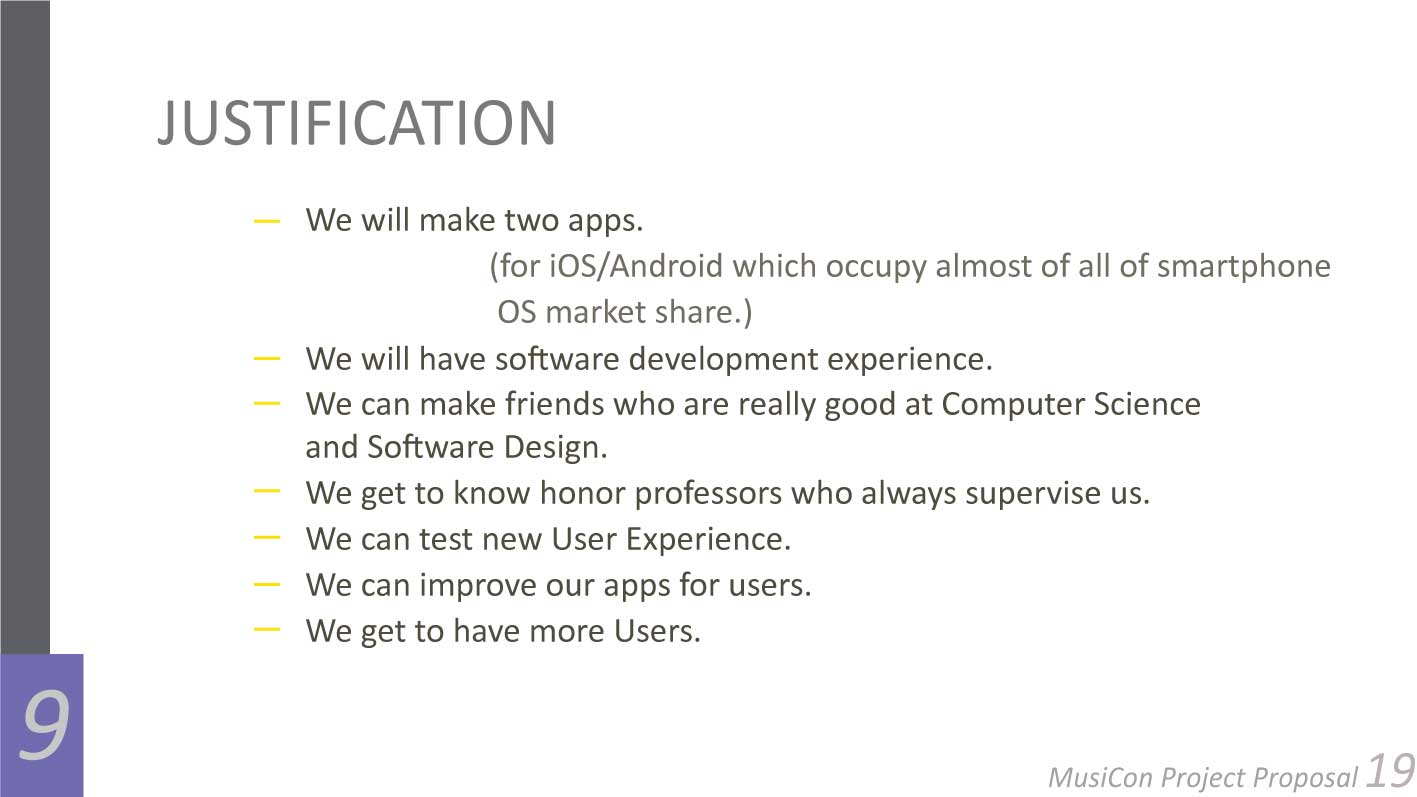 JUSTIFICATION
— We will make two apps.
(for iOS/Android which occupy almost of all of smartphone
OS market share.)
— We will have software development experience.
— We can make friends who are really good at Computer Science
and Software Design.
— We get to know honor professors who always supervise us.
— We can test new User Experience.
— We can improve our apps for users.
— We get to have more Users.
9
MusiCon Project Proposal 19